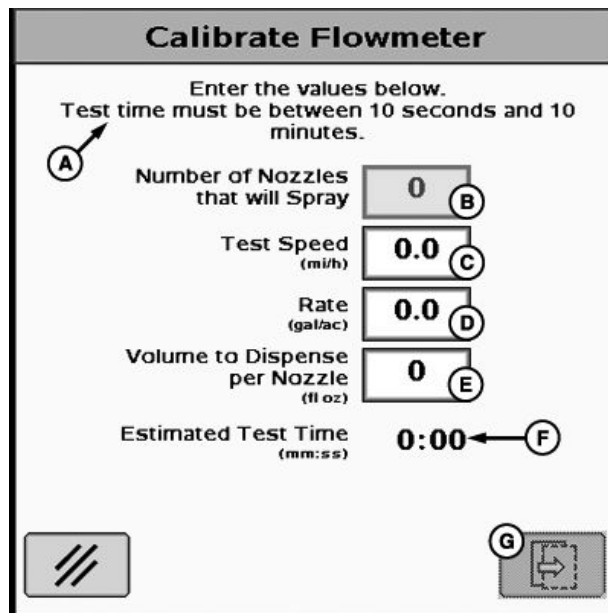 Calibrate Flowmeter
Enter the values below.
Test time must be between 10 seconds and 10
minutes.
A
Number of Nozzles
that will Spray
0
B
Test Speed
(mi/h)
0.0
C
Rate
(gal/ac)
0.0
D
Volume to Dispense
per Nozzle
(fl oz)
0
E
Estimated Test Time
(mm:ss)
0:00
F
G